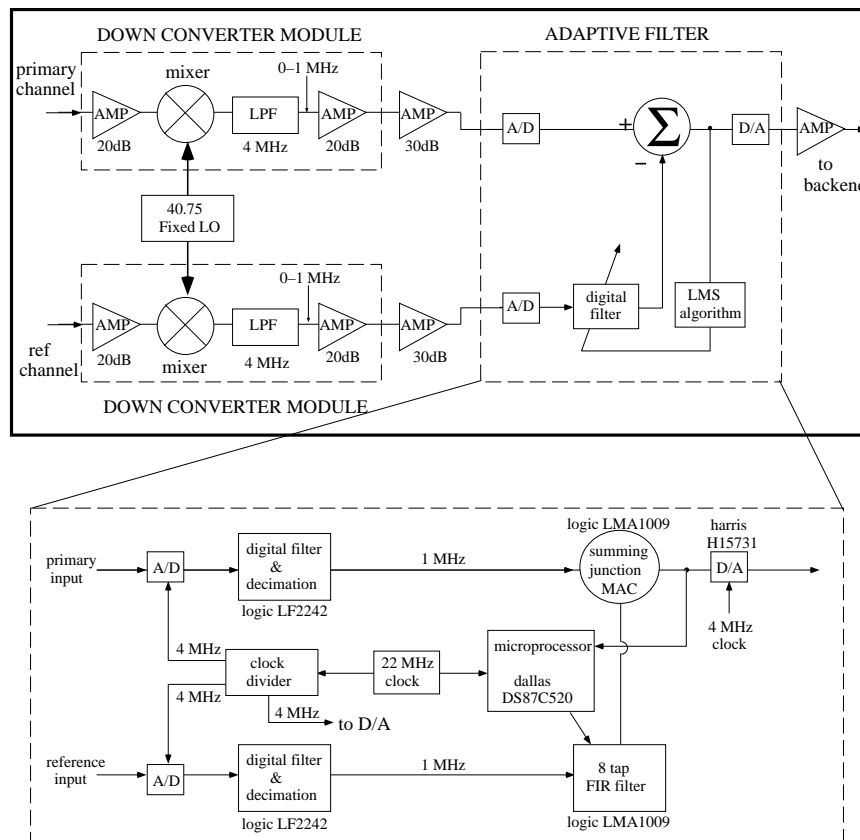 DOWN CONVERTER MODULE
ADAPTIVE FILTER
primary
channel
AMP
20dB
mixer
LPF
4 MHz
0–1 MHz
AMP
20dB
AMP
30dB
A/D
+
Σ
−
D/A
AMP
to
backend
40.75
Fixed LO
ref
channel
AMP
20dB
mixer
LPF
4 MHz
0–1 MHz
AMP
20dB
AMP
30dB
A/D
digital
filter
LMS
algorithm
DOWN CONVERTER MODULE
primary
input
A/D
digital filter
&
decimation
logic LF2242
1 MHz
logic LMA1009
summing
junction
MAC
harris
H15731
D/A
4 MHz
clock
4 MHz
clock
divider
22 MHz
clock
microprocessor
dallas
DS87C520
4 MHz
4 MHz
to D/A
reference
input
A/D
digital filter
&
decimation
logic LF2242
1 MHz
8 tap
FIR filter
logic LMA1009